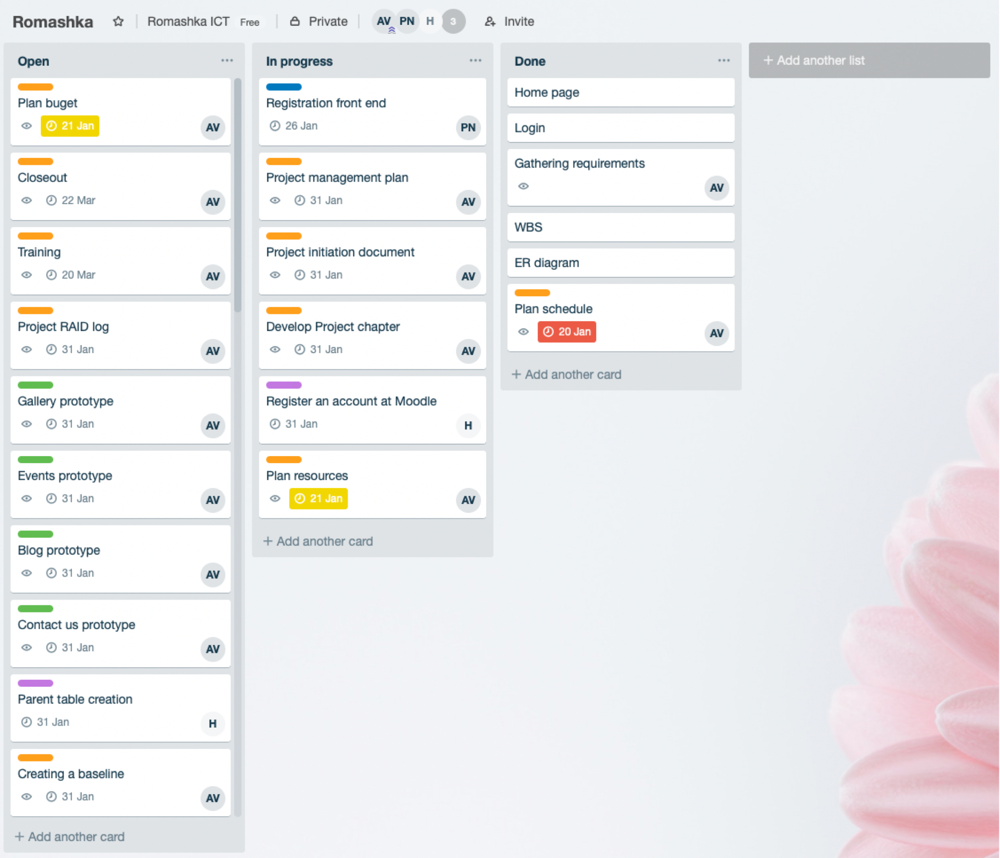 Romashka
Romashka ICT Free
Private
AV PN H 3
Invite
Open
Plan buget
21 Jan AV
Closeout
22 Mar AV
Training
20 Mar AV
Project RAID log
31 Jan AV
Gallery prototype
31 Jan AV
Events prototype
31 Jan AV
Blog prototype
31 Jan AV
Contact us prototype
31 Jan AV
Parent table creation
31 Jan H
Creating a baseline
31 Jan AV
+ Add another card
In progress
Registration front end
26 Jan PN
Project management plan
31 Jan AV
Project initiation document
31 Jan AV
Develop Project chapter
31 Jan AV
Register an account at Moodle
31 Jan H
Plan resources
21 Jan AV
+ Add another card
Done
Home page
Login
Gathering requirements
AV
WBS
ER diagram
Plan schedule
20 Jan AV
+ Add another card
+ Add another list